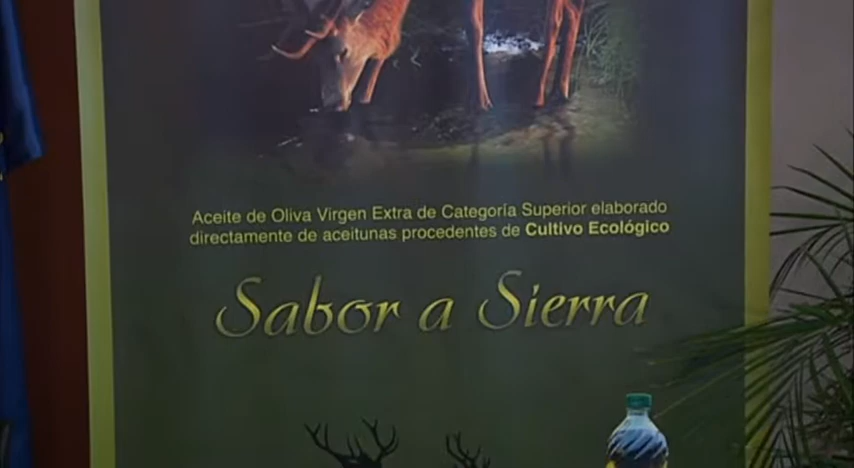 Aceite de Oliva Virgen Extra de Categoría Superior elaborado
directamente de aceitunas procedentes de Cultivo Ecológico
Sabor a Sierra